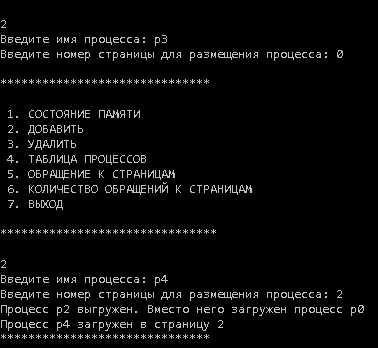 2
Введите имя процесса: p3
Введите номер страницы для размещения процесса: 0
******************************
1. СОСТОЯНИЕ ПАМЯТИ
2. ДОБАВИТЬ
3. УДАЛИТЬ
4. ТАБЛИЦА ПРОЦЕССОВ
5. ОБРАЩЕНИЕ К СТРАНИЦАМ
6. КОЛИЧЕСТВО ОБРАЩЕНИЙ К СТРАНИЦАМ
7. ВЫХОД
*******************************
2
Введите имя процесса: p4
Введите номер страницы для размещения процесса: 2
Процесс p2 выгружен. Вместо него загружен процесс p0
Процесс p4 загружен в страницу 2
******************************